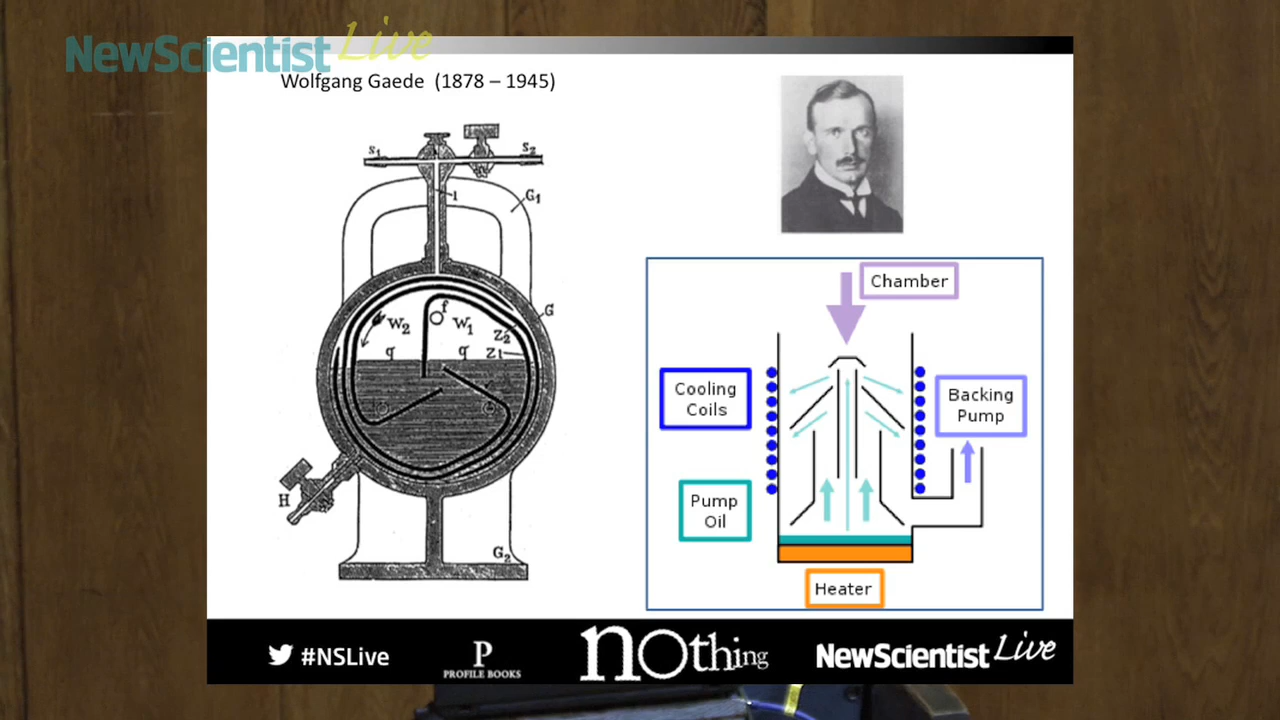 NewScientist Live
Wolfgang Gaede (1878 – 1945)
S1
S2
l
G1
G
f
W2
W1
Z2
q
q
Z1
H
G2
Chamber
Cooling
Coils
Backing
Pump
Pump
Oil
Heater
#NSLive
P
PROFILE BOOKS
nothing
NewScientist Live